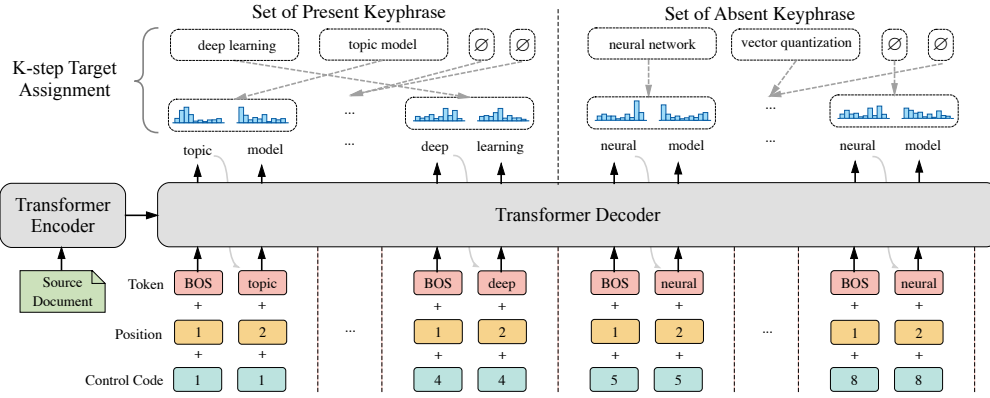 Set of Present Keyphrase
Set of Absent Keyphrase
K-step Target
Assignment
deep learning
topic model
∅
∅
neural network
vector quantization
∅
∅
...
...
topic
model
...
deep
learning
neural
model
...
neural
model
Transformer
Encoder
Transformer Decoder
Source
Document
Token
BOS
topic
BOS
deep
BOS
neural
BOS
neural
+
+
+
+
+
+
+
+
Position
1
2
...
1
2
1
2
...
1
2
+
+
+
+
+
+
+
+
Control Code
1
1
4
4
5
5
8
8